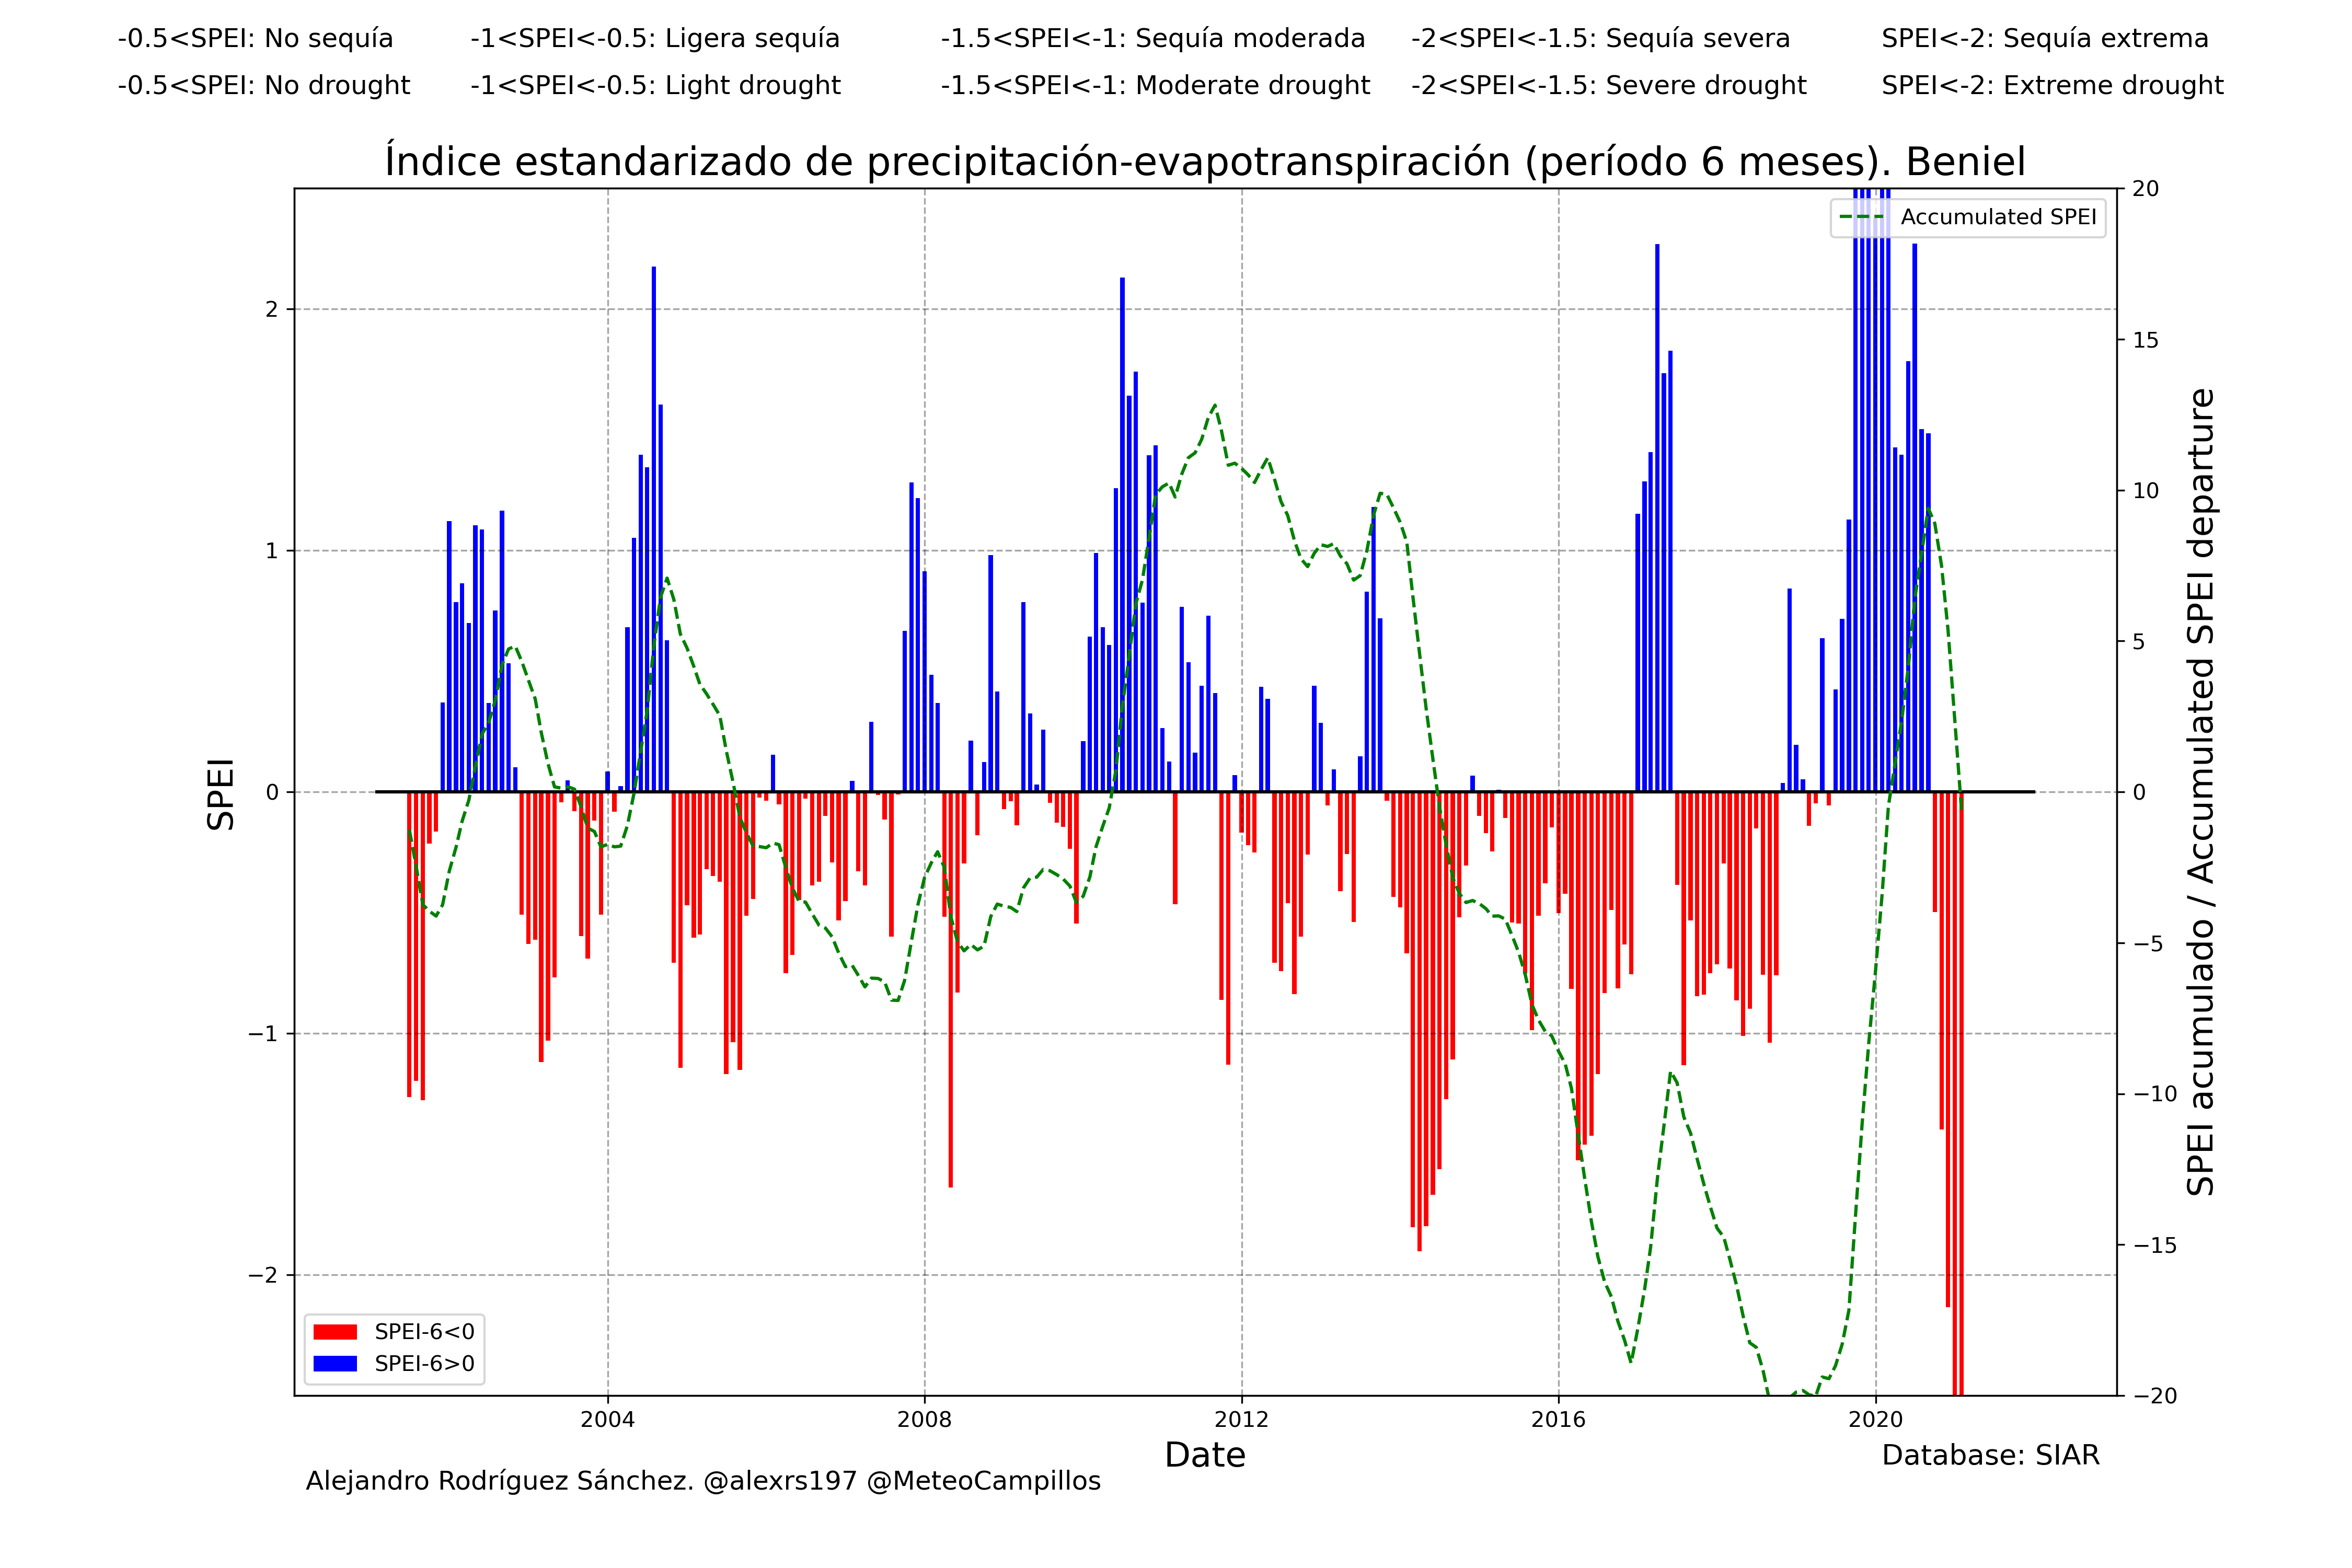 -0.5<SPEI: No sequía -1<SPEI<-0.5: Ligera sequía -1.5<SPEI<-1: Sequía moderada -2<SPEI<-1.5: Sequía severa SPEI<-2: Sequía extrema
-0.5<SPEI: No drought -1<SPEI<-0.5: Light drought -1.5<SPEI<-1: Moderate drought -2<SPEI<-1.5: Severe drought SPEI<-2: Extreme drought
Índice estandarizado de precipitación-evapotranspiración (período 6 meses). Beniel
Accumulated SPEI
SPEI
2
1
0
−1
−2
20
15
10
5
0
−5
−10
−15
−20
SPEI acumulado / Accumulated SPEI departure
SPEI-6<0
SPEI-6>0
2004 2008 2012 2016 2020
Date
Database: SIAR
Alejandro Rodríguez Sánchez. @alexrs197 @MeteoCampillos